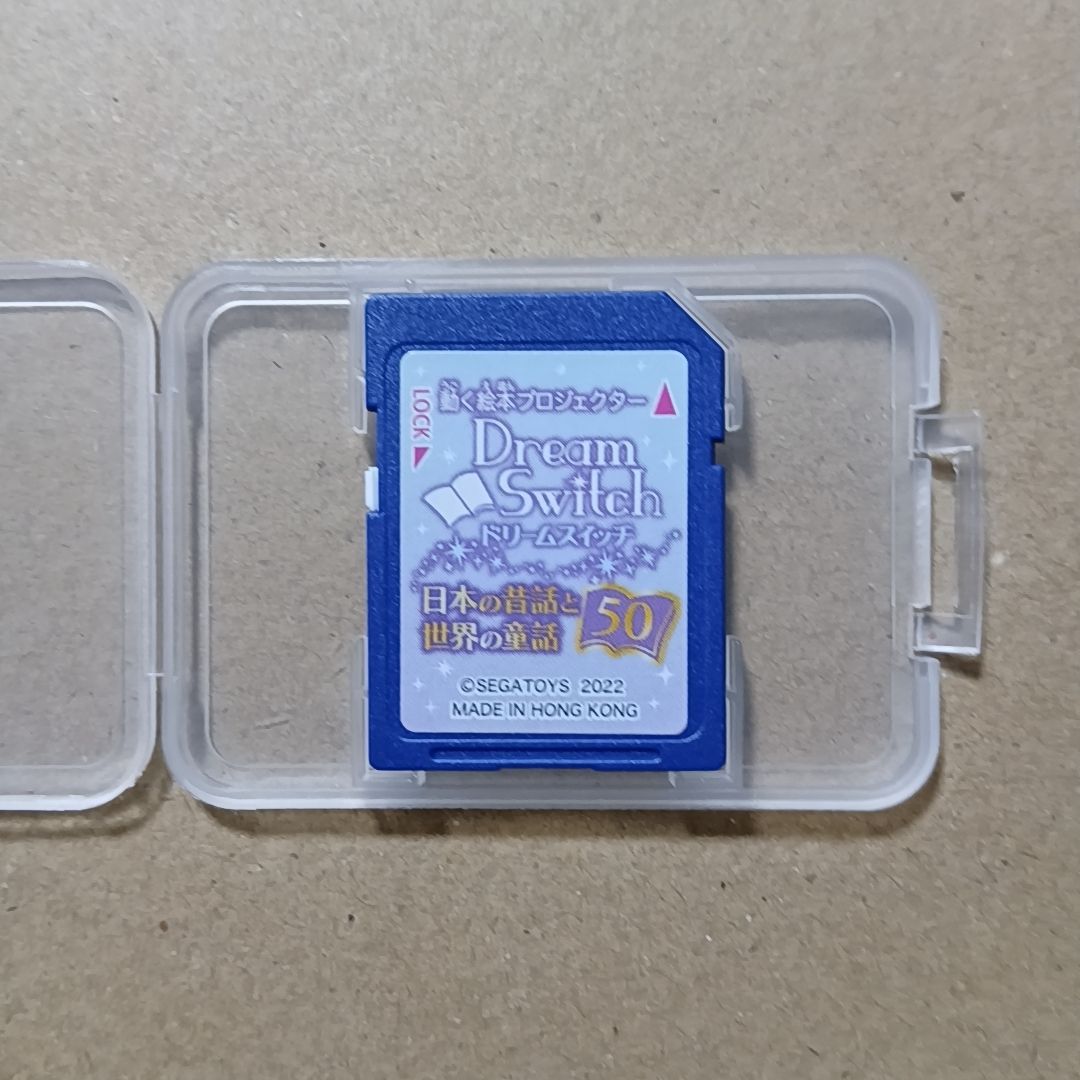 動く絵本プロジェクター
LOCK
Dream
Switch
ドリームスイッチ
日本の昔話と
世界の童話
50
©SEGATOYS 2022
MADE IN HONG KONG